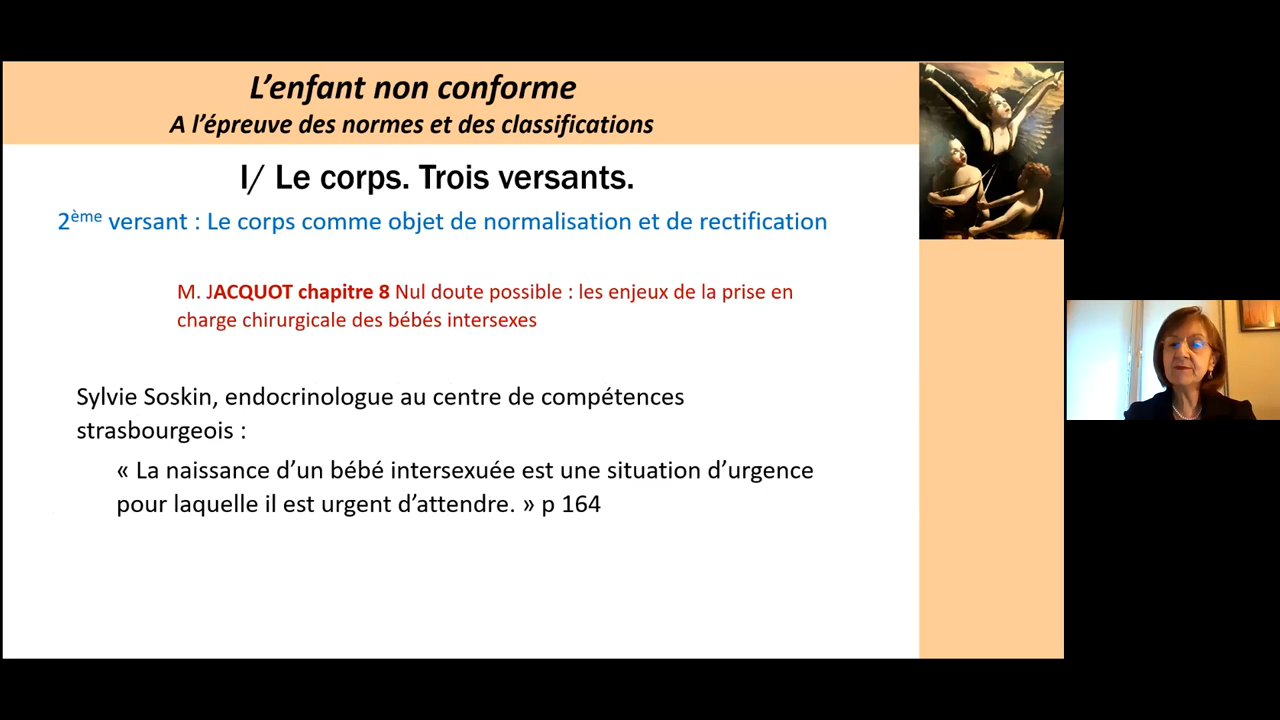 L’enfant non conforme
A l’épreuve des normes et des classifications
I/ Le corps. Trois versants.
2ème versant : Le corps comme objet de normalisation et de rectification
M. JACQUOT chapitre 8 Nul doute possible : les enjeux de la prise en
charge chirurgicale des bébés intersexes
Sylvie Soskin, endocrinologue au centre de compétences
strasbourgeois :
« La naissance d’un bébé intersexuée est une situation d’urgence
pour laquelle il est urgent d’attendre. » p 164